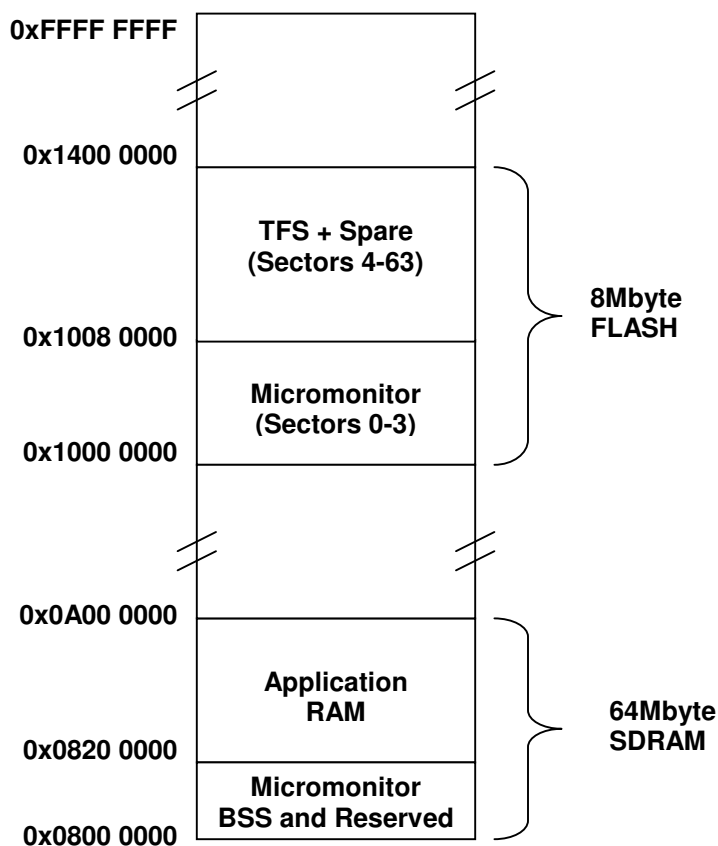 0xFFFF FFFF
0x1400 0000
TFS + Spare
(Sectors 4-63)
8Mbyte
FLASH
0x1008 0000
Micromonitor
(Sectors 0-3)
0x1000 0000
0x0A00 0000
Application
RAM
64Mbyte
SDRAM
0x0820 0000
Micromonitor
BSS and Reserved
0x0800 0000